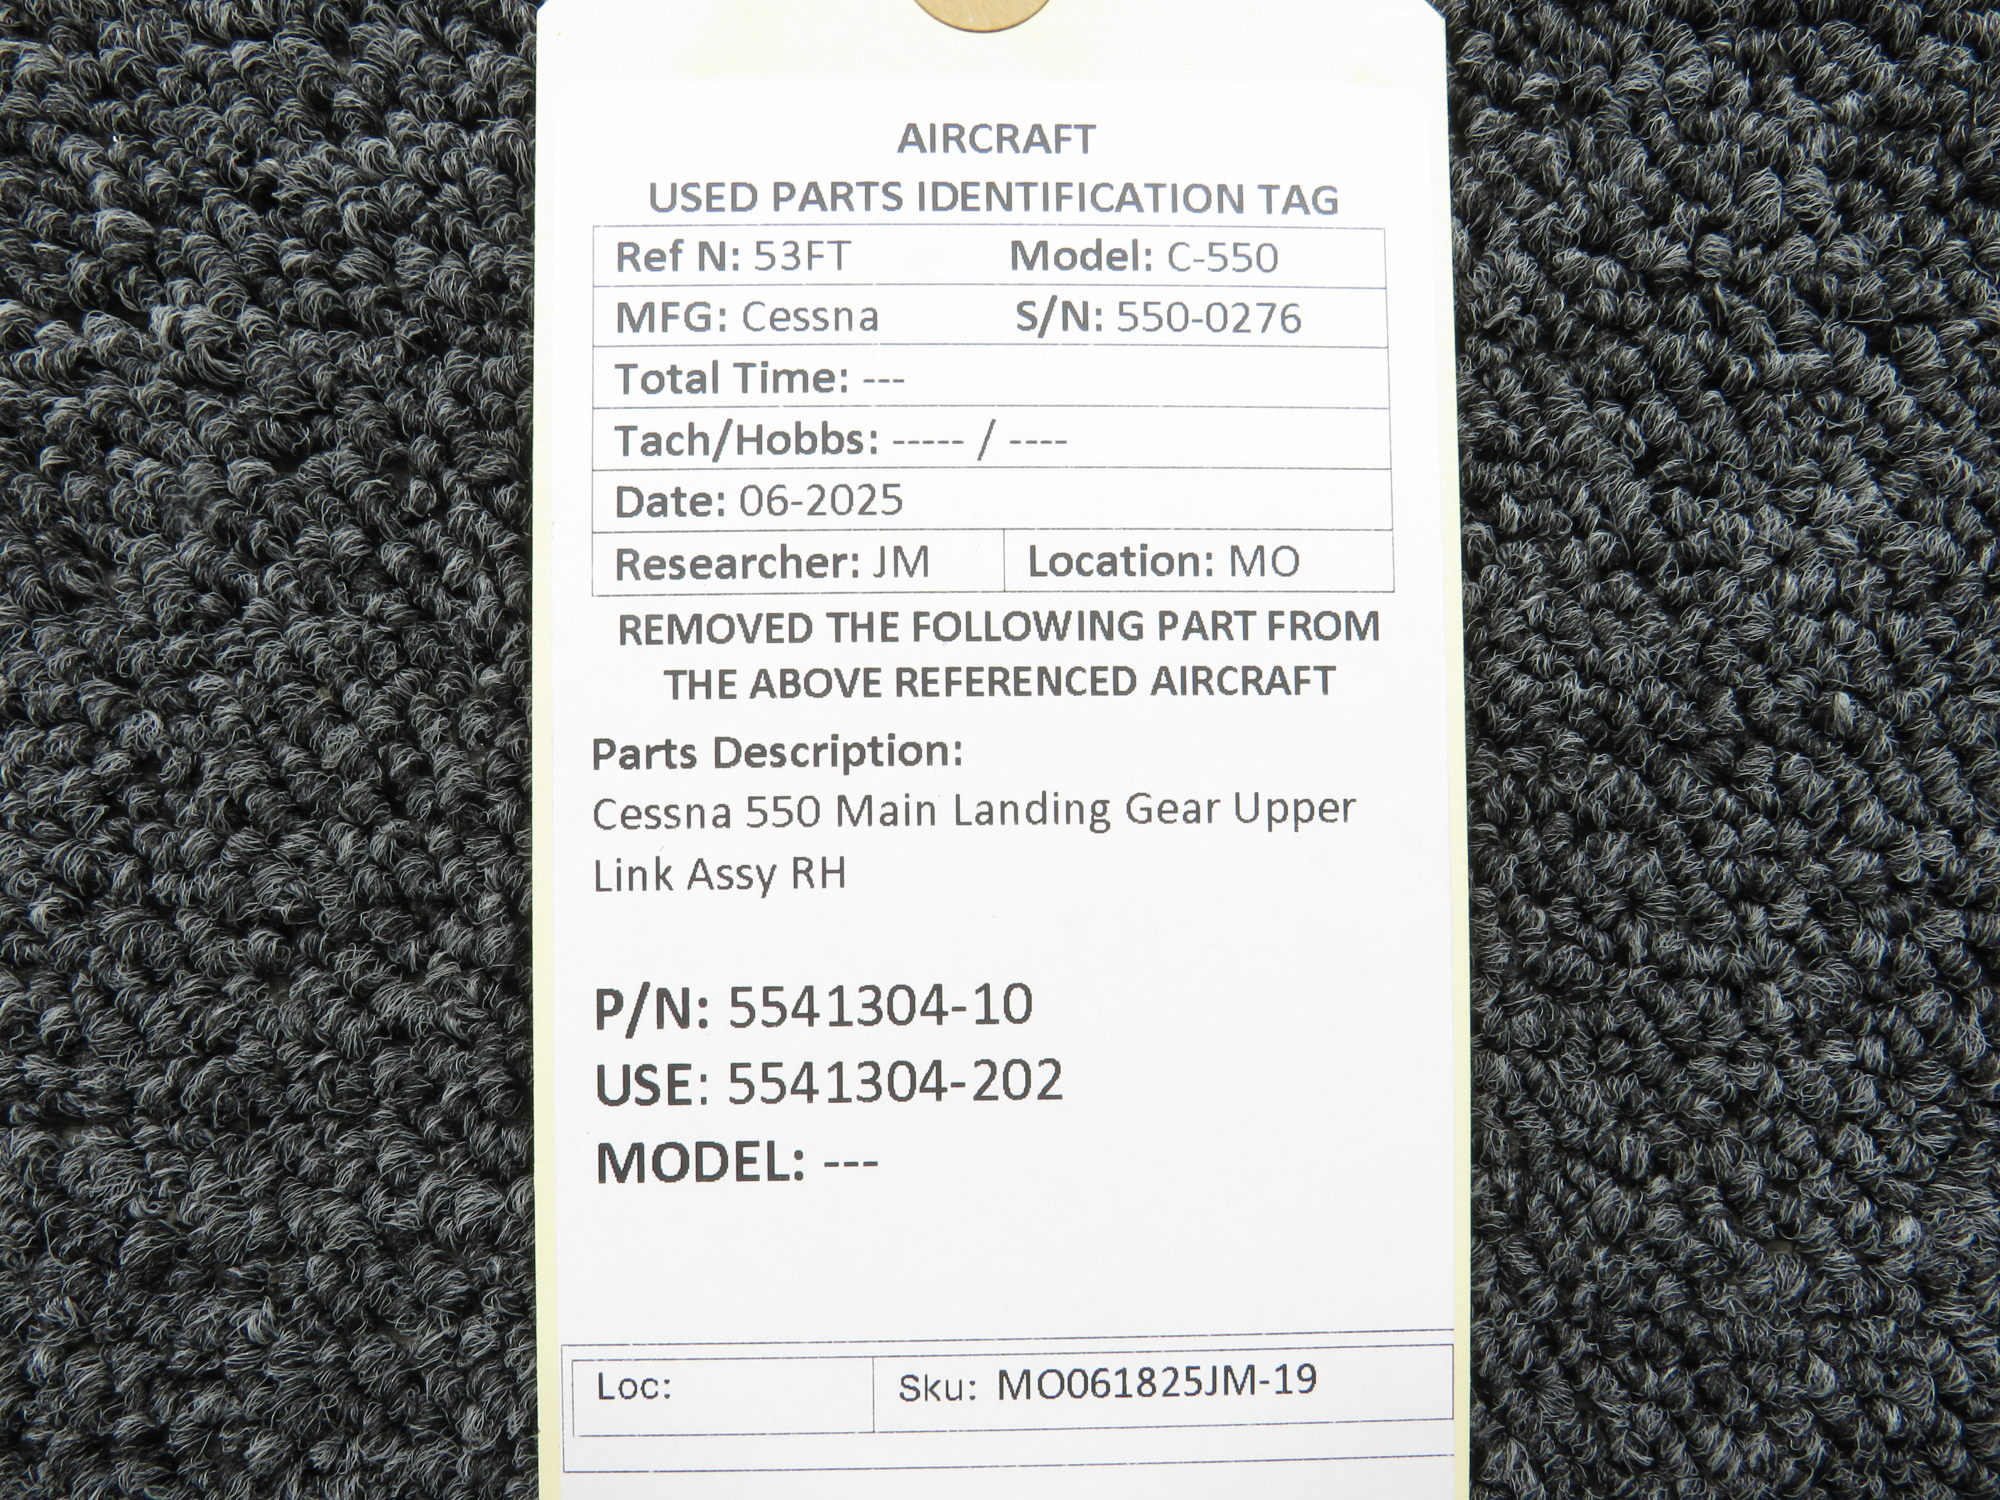 AIRCRAFT
USED PARTS IDENTIFICATION TAG
Ref N: 53FT Model: C-550
MFG: Cessna S/N: 550-0276
Total Time: ---
Tach/Hobbs: ----- / ----
Date: 06-2025
Researcher: JM Location: MO
REMOVED THE FOLLOWING PART FROM
THE ABOVE REFERENCED AIRCRAFT
Parts Description:
Cessna 550 Main Landing Gear Upper
Link Assy RH
P/N: 5541304-10
USE: 5541304-202
MODEL: ---
Loc: Sku: MO061825JM-19